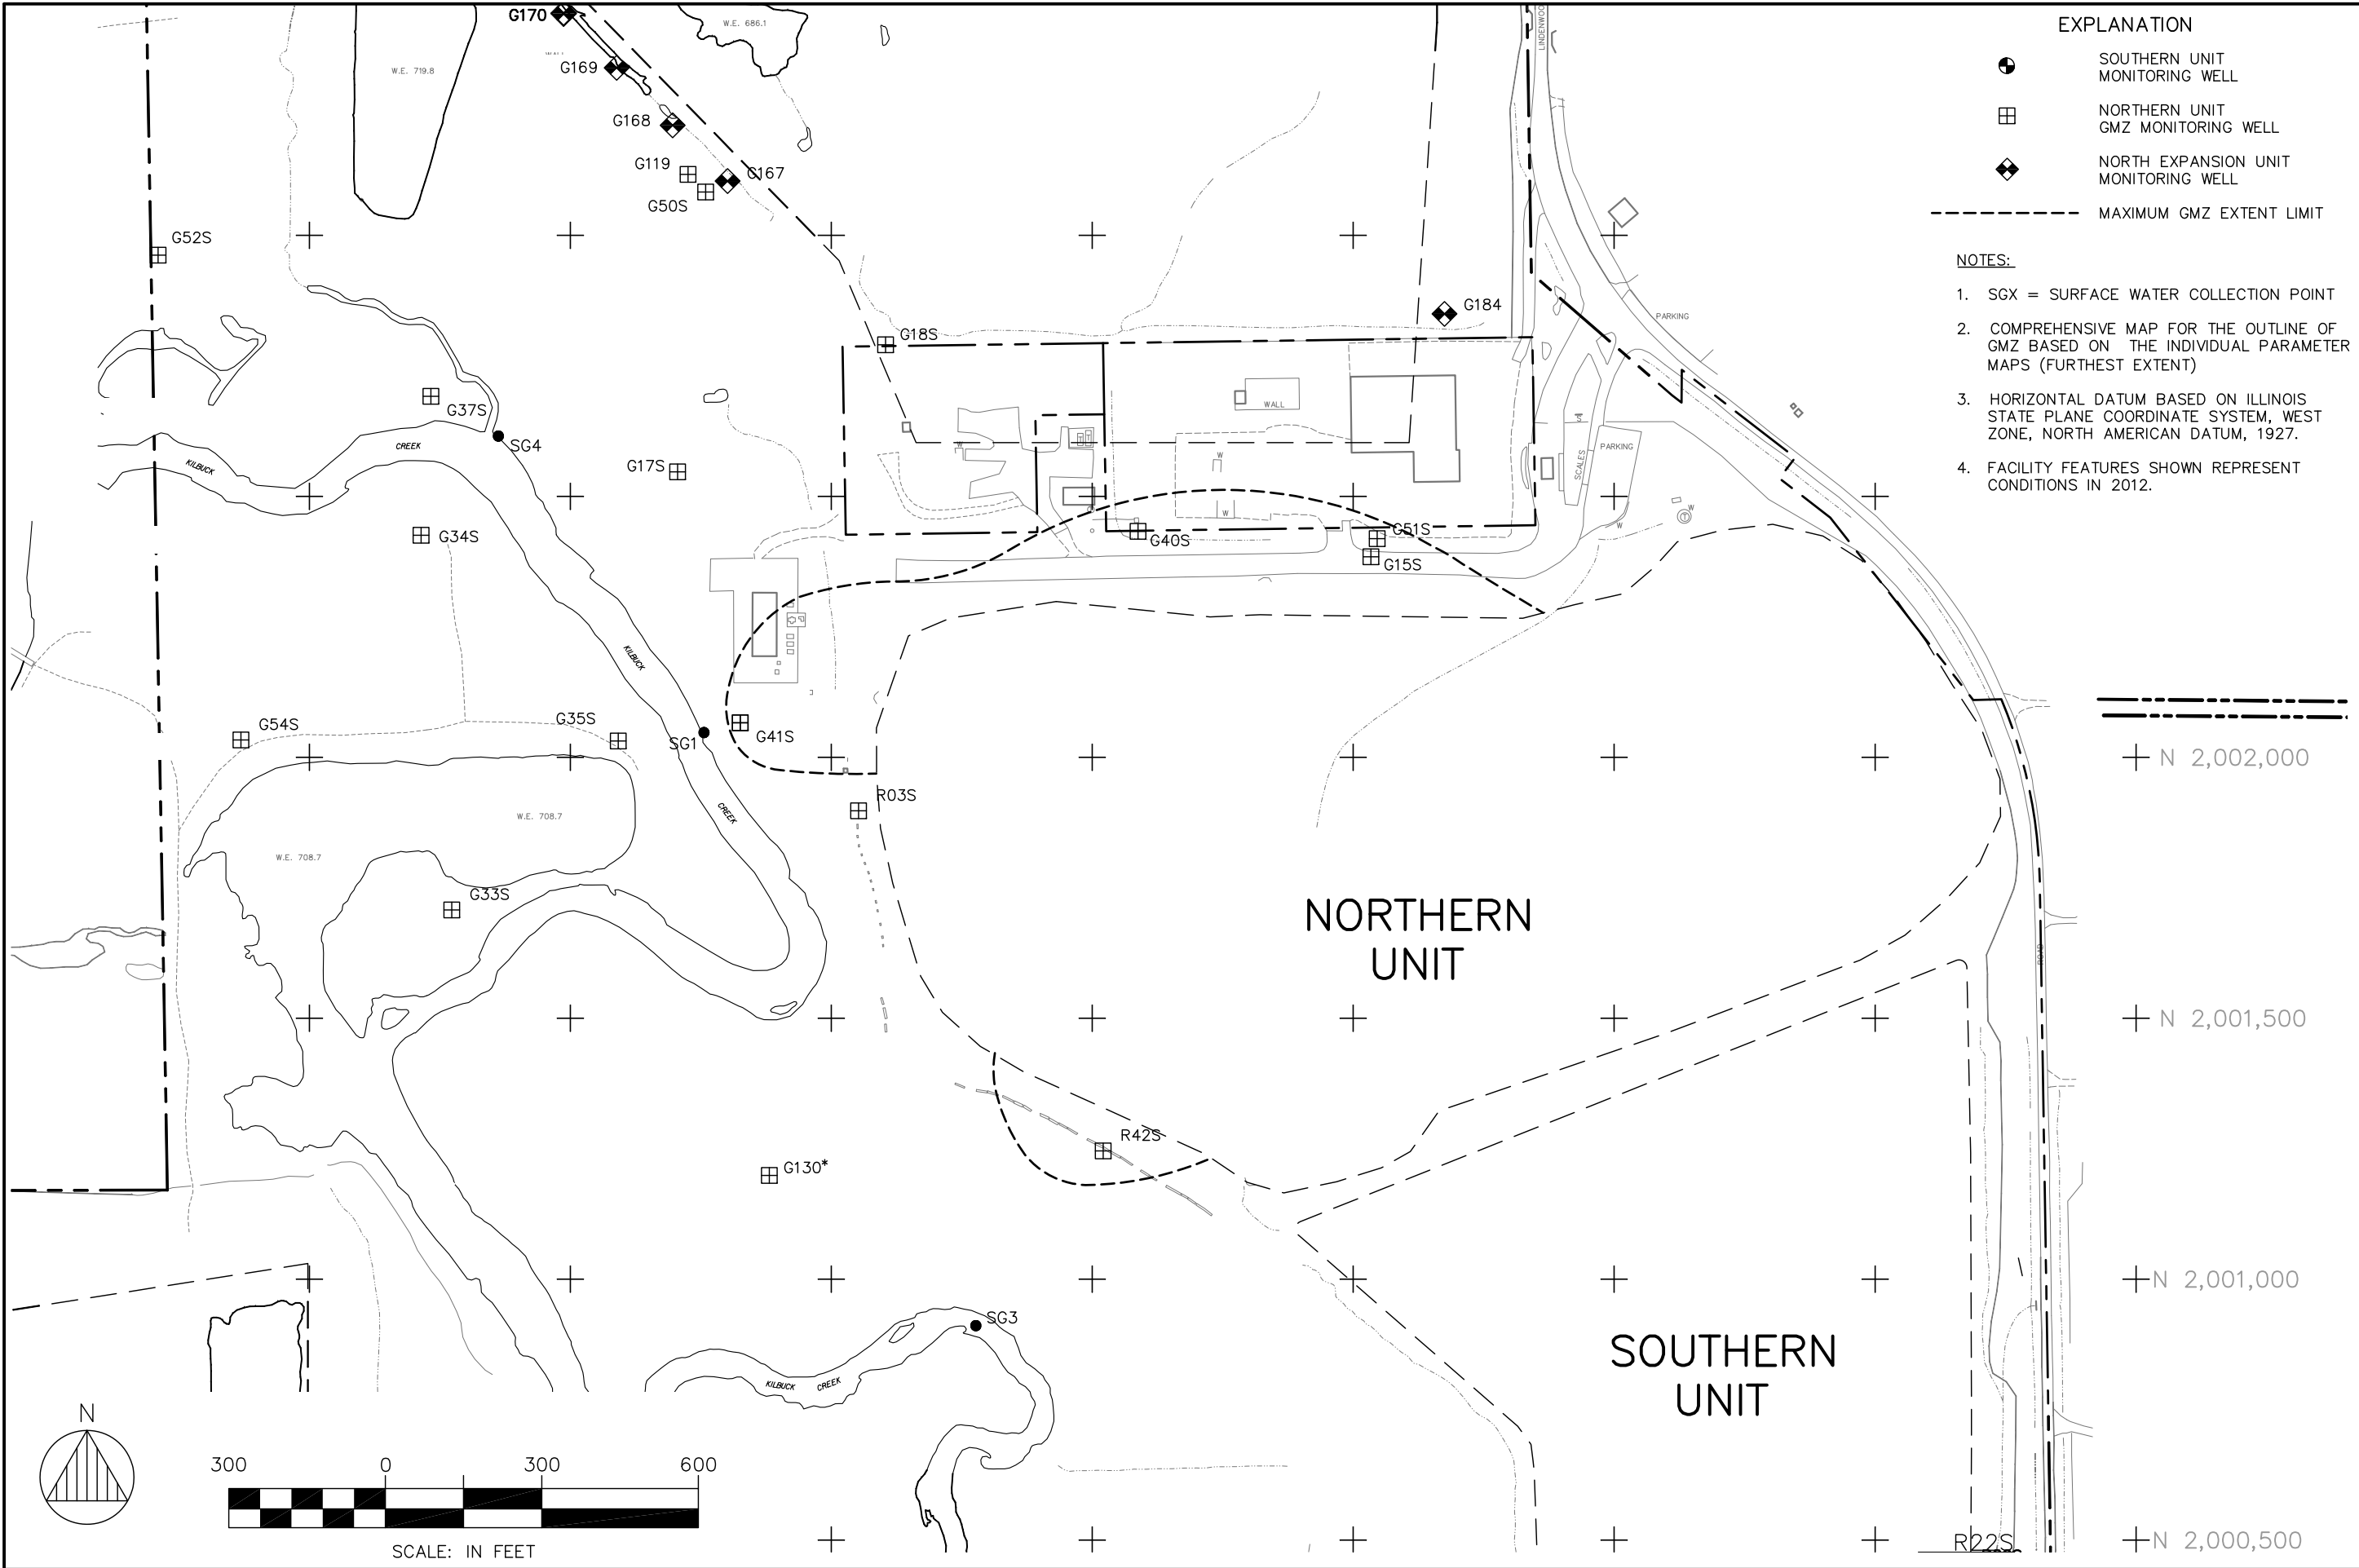 EXPLANATION
SOUTHERN UNIT
MONITORING WELL
NORTHERN UNIT
GMZ MONITORING WELL
NORTH EXPANSION UNIT
MONITORING WELL
MAXIMUM GMZ EXTENT LIMIT
NOTES:
1. SGX = SURFACE WATER COLLECTION POINT
2. COMPREHENSIVE MAP FOR THE OUTLINE OF
GMZ BASED ON THE INDIVIDUAL PARAMETER
MAPS (FURTHEST EXTENT)
3. HORIZONTAL DATUM BASED ON ILLINOIS
STATE PLANE COORDINATE SYSTEM, WEST
ZONE, NORTH AMERICAN DATUM, 1927.
4. FACILITY FEATURES SHOWN REPRESENT
CONDITIONS IN 2012.
G170
W.E. 686.1
W.E. 719.8
WALL
G169
G168
G119
G167
G50S
G52S
G184
PARKING
G18S
G37S
WALL
CREEK
SG4
KILBUCK
G17S
W
W
PARKING
SCALES
G34S
G40S
W
G51S
G15S
W
T
W
KILBUCK
G54S
G35S
SG1
G41S
N 2,002,000
R03S
CREEK
W.E. 708.7
W.E. 708.7
G33S
NORTHERN
UNIT
ROAD
N 2,001,500
R42S
G130*
N 2,001,000
SG3
SOUTHERN
UNIT
KILBUCK
CREEK
N
300
0
300
600
SCALE: IN FEET
R22S
N 2,000,500